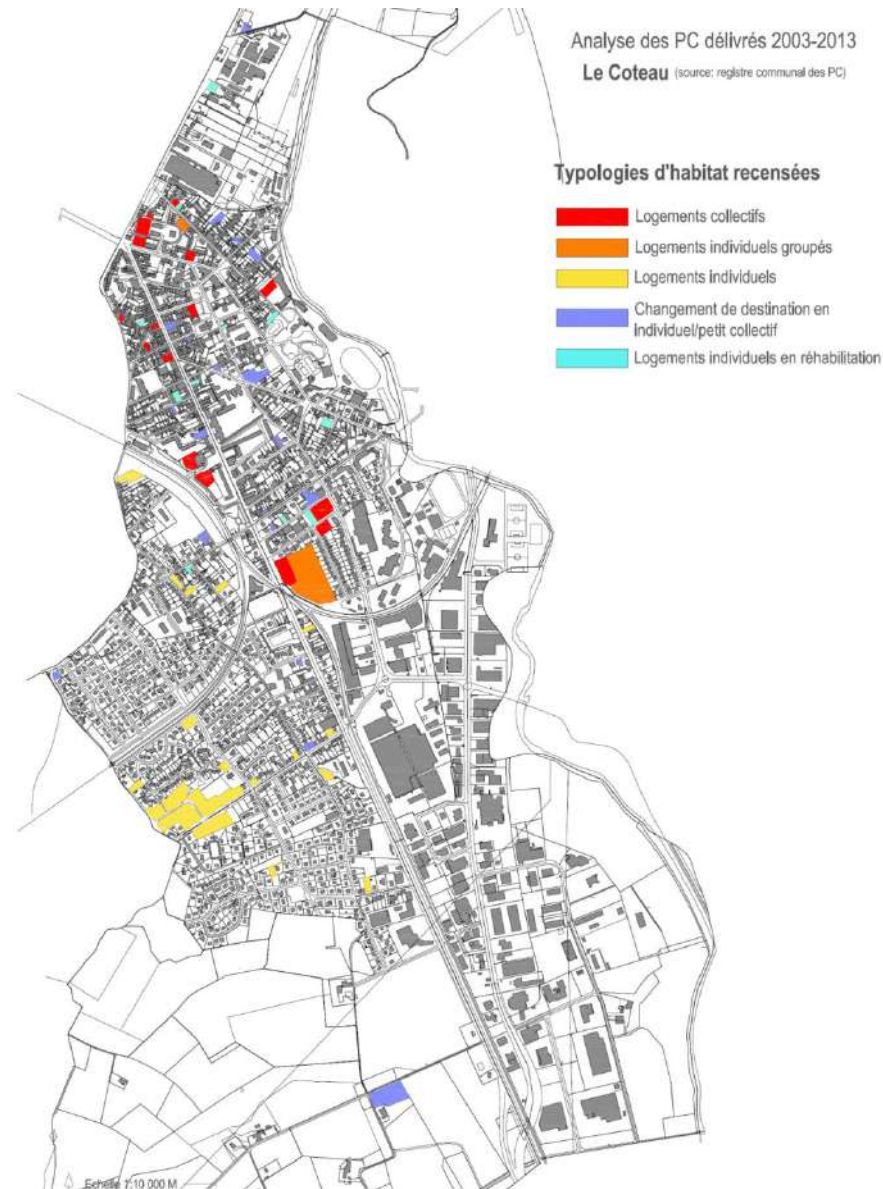 Analyse des PC délivrés 2003-2013
Le Coteau (source: registre communal des PC)
Typologies d'habitat recensées
Logements collectifs
Logements individuels groupés
Logements individuels
Changement de destination en
individuel/petit collectif
Logements individuels en réhabilitation
Echelle 1:10 000 M